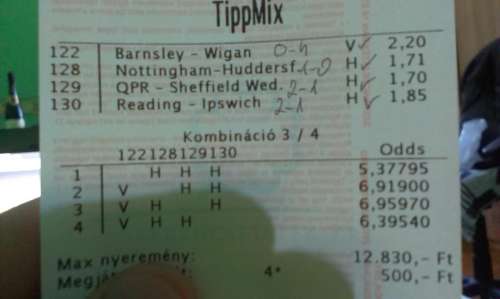 TippMix
122 Barnsley - Wigan 0-4 V ✓ 2,20
128 Nottingham-Huddersf. 1-0 H ✓ 1,71
129 QPR - Sheffield Wed. 2-1 H ✓ 1,70
130 Reading - Ipswich 2-1 H ✓ 1,85
Kombináció 3 / 4
122128129130 Odds
1 H H H 5,37795
2 V H H 6,91900
3 V H H 6,95970
4 V H H 6,39540
Max nyeremény: 12.830,- Ft
4* 500,- Ft